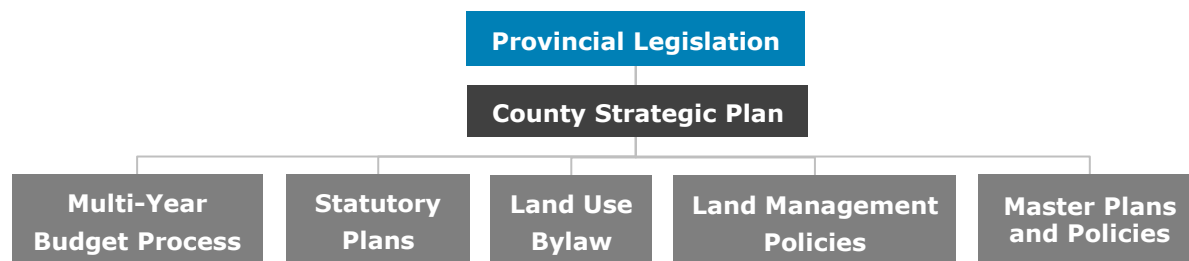 Provincial Legislation
County Strategic Plan
Multi-Year
Budget Process
Statutory
Plans
Land Use
Bylaw
Land Management
Policies
Master Plans
and Policies